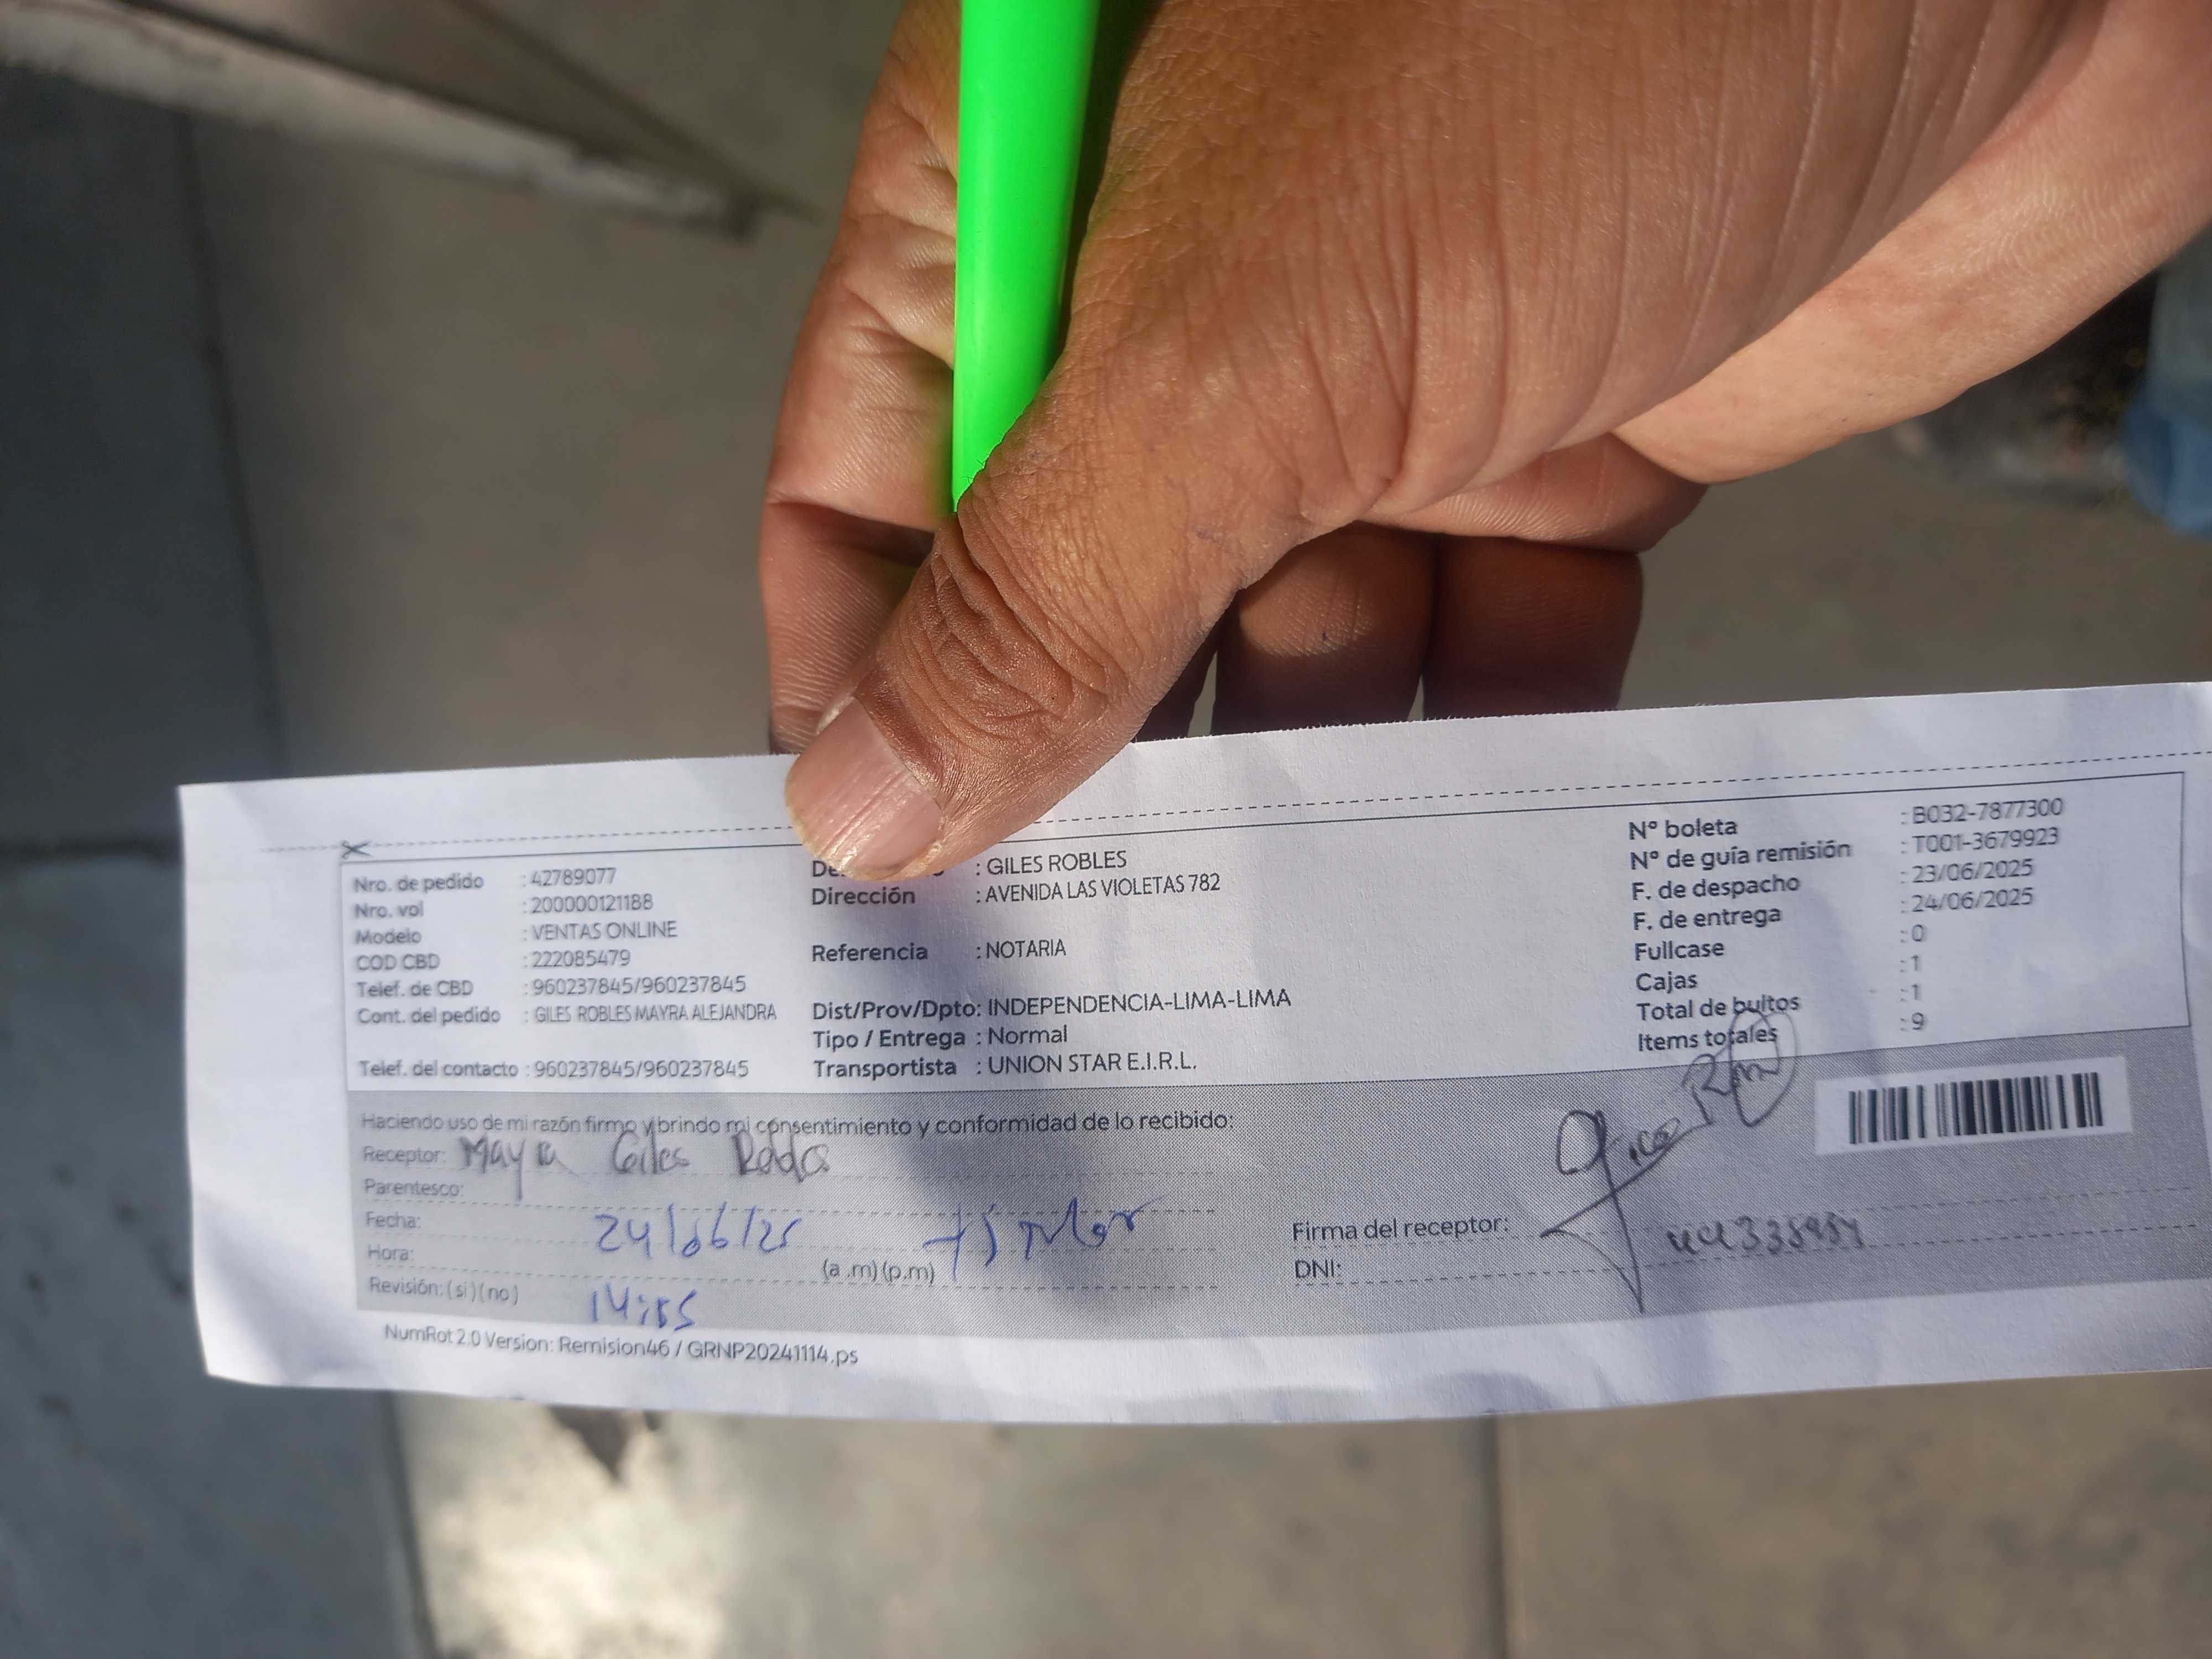 Nro. de pedido : 42789077
Nro. vol : 200000121188
Modelo : VENTAS ONLINE
COD CBD : 222085479
Telef. de CBD : 960237845/960237845
Cont. del pedido : GILES ROBLES MAYRA ALEJANDRA
Telef. del contacto : 960237845/960237845
: GILES ROBLES
Dirección : AVENIDA LAS VIOLETAS 782
Referencia : NOTARIA
Dist/Prov/Dpto: INDEPENDENCIA-LIMA-LIMA
Tipo / Entrega : Normal
Transportista : UNION STAR E.I.R.L.
Nº boleta : B032-7877300
Nº de guía remisión : T001-3679923
F. de despacho : 23/06/2025
F. de entrega : 24/06/2025
Fullcase : 0
Cajas : 1
Total de bultos : 1
Items totales : 9
Haciendo uso de mi razón firmo y brindo mi consentimiento y conformidad de lo recibido:
Receptor: Mayra Giles Robles
Parentesco:
Fecha: 24/06/25
Hora: (a.m) (p.m)
Revisión: (si) (no) 14:
Firma del receptor:
DNI:
NumRot 2.0 Version: Remision46 / GRNP20241114.ps